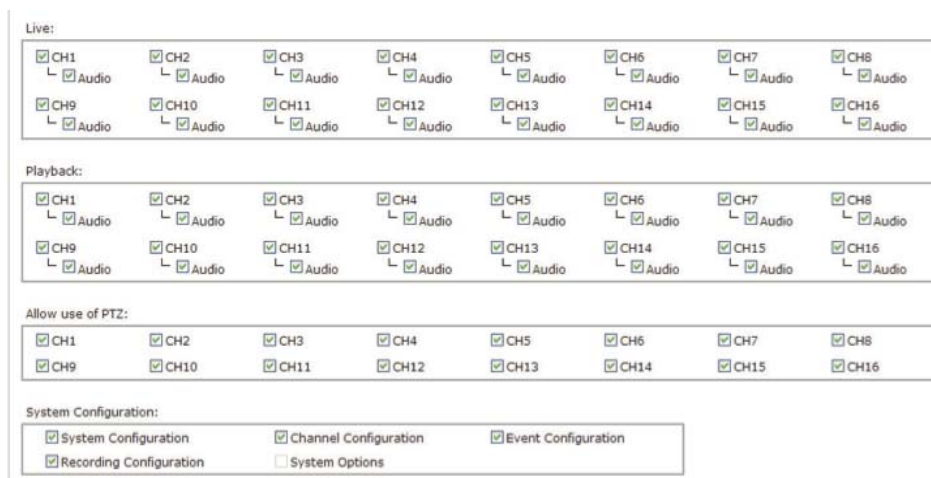 Live:
CH1 CH2 CH3 CH4 CH5 CH6 CH7 CH8
Audio Audio Audio Audio Audio Audio Audio Audio
CH9 CH10 CH11 CH12 CH13 CH14 CH15 CH16
Audio Audio Audio Audio Audio Audio Audio Audio
Playback:
CH1 CH2 CH3 CH4 CH5 CH6 CH7 CH8
Audio Audio Audio Audio Audio Audio Audio Audio
CH9 CH10 CH11 CH12 CH13 CH14 CH15 CH16
Audio Audio Audio Audio Audio Audio Audio Audio
Allow use of PTZ:
CH1 CH2 CH3 CH4 CH5 CH6 CH7 CH8
CH9 CH10 CH11 CH12 CH13 CH14 CH15 CH16
System Configuration:
System Configuration Channel Configuration Event Configuration
Recording Configuration System Options